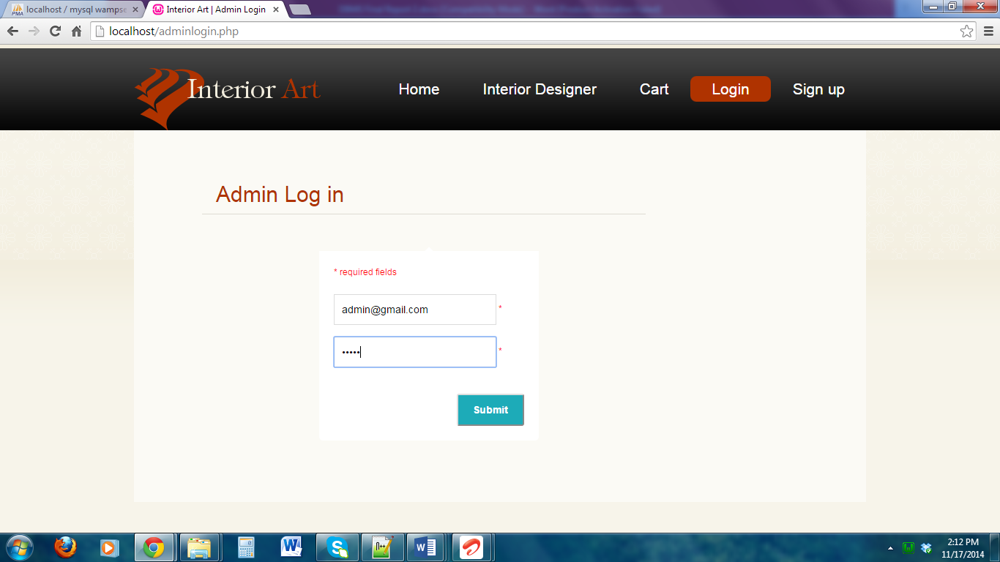 localhost / mysql wampse
Interior Art | Admin Login
localhost/adminlogin.php
Interior Art
Home
Interior Designer
Cart
Login
Sign up
Admin Log in
* required fields
admin@gmail.com *
••••• *
Submit
2:12 PM
11/17/2014